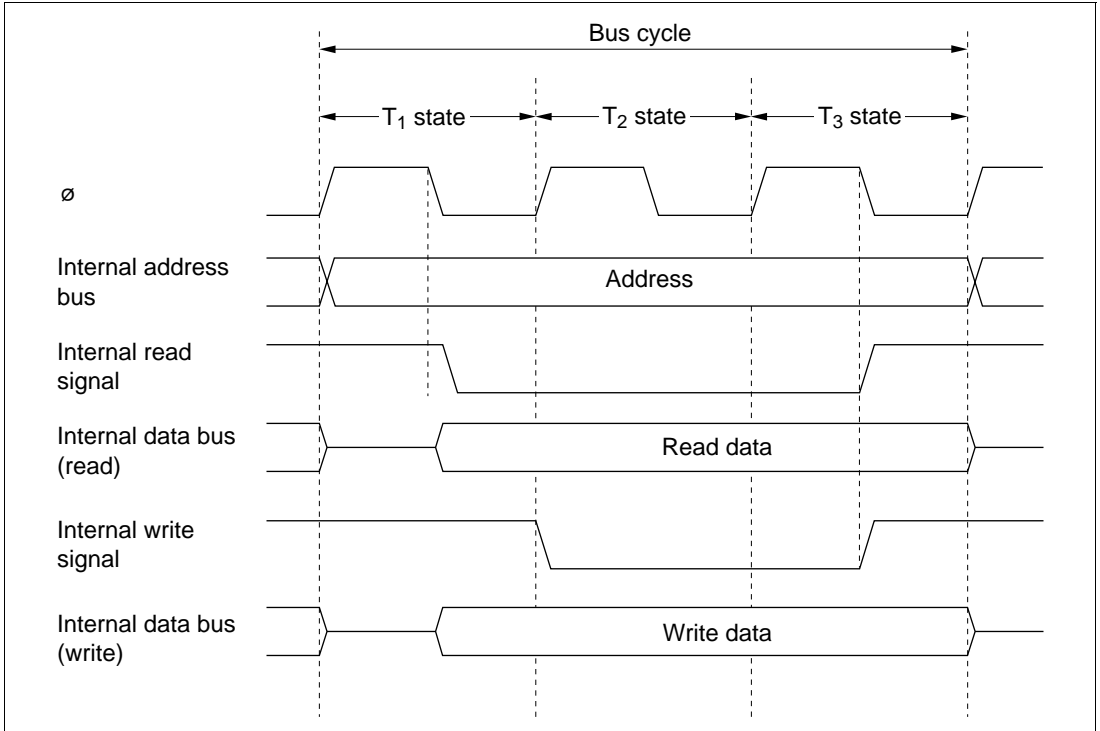 Bus cycle
T₁ state
T₂ state
T₃ state
ø
Internal address
bus
Address
Internal read
signal
Internal data bus
(read)
Read data
Internal write
signal
Internal data bus
(write)
Write data